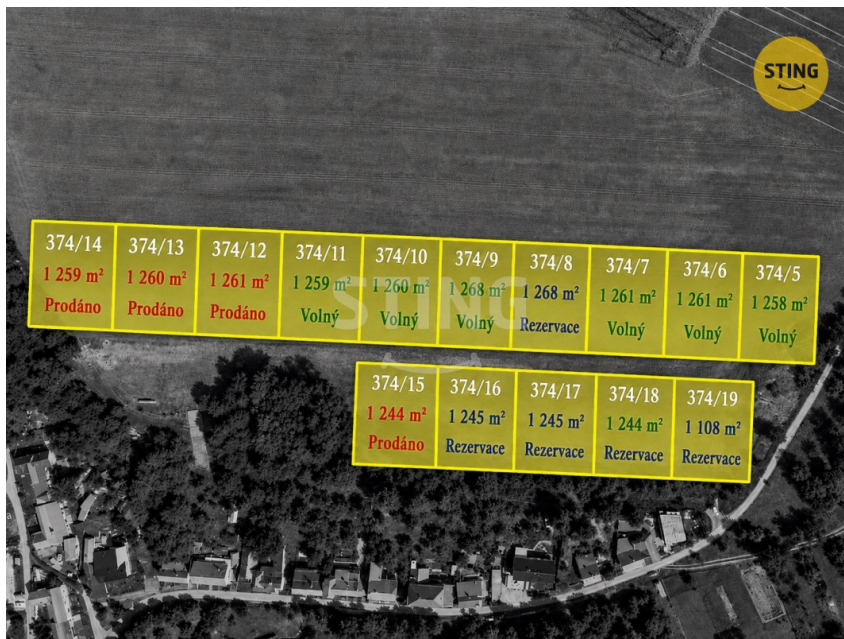 STING
374/14
1 259 m²
Prodáno
374/13
1 260 m²
Prodáno
374/12
1 261 m²
Prodáno
374/11
1 259 m²
Volný
374/10
1 260 m²
Volný
374/9
1 268 m²
Volný
374/8
1 268 m²
Rezervace
374/7
1 261 m²
Volný
374/6
1 261 m²
Volný
374/5
1 258 m²
Volný
STING
374/15
1 244 m²
Prodáno
374/16
1 245 m²
Rezervace
374/17
1 245 m²
Rezervace
374/18
1 244 m²
Rezervace
374/19
1 108 m²
Rezervace